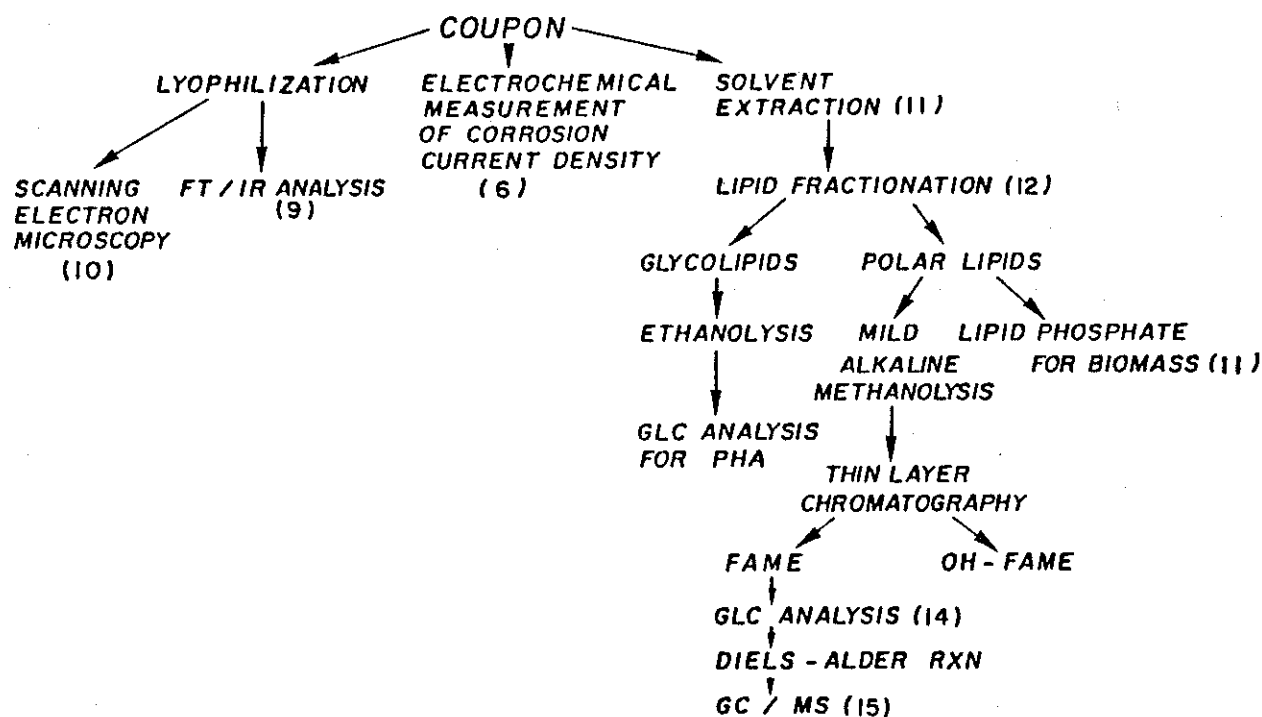 COUPON
LYOPHILIZATION
ELECTROCHEMICAL
MEASUREMENT
OF CORROSION
CURRENT DENSITY
(6)
SOLVENT
EXTRACTION (11)
SCANNING
ELECTRON
MICROSCOPY
(10)
FT/IR ANALYSIS
(9)
LIPID FRACTIONATION (12)
GLYCOLIPIDS
POLAR LIPIDS
ETHANOLYSIS
MILD
ALKALINE
METHANOLYSIS
LIPID PHOSPHATE
FOR BIOMASS (11)
GLC ANALYSIS
FOR PHA
THIN LAYER
CHROMATOGRAPHY
FAME
OH-FAME
GLC ANALYSIS (14)
DIELS-ALDER RXN
GC / MS (15)